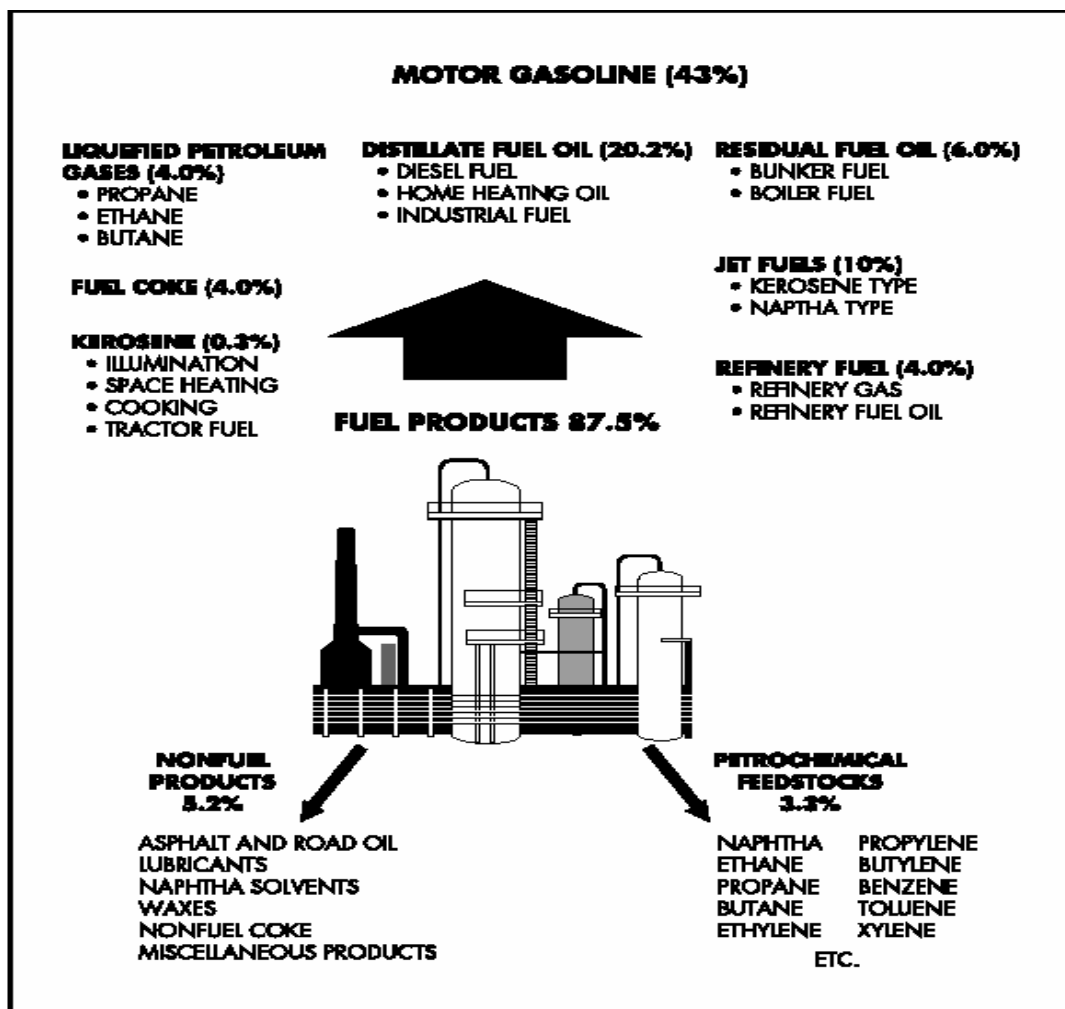 MOTOR GASOLINE (43%)
LIQUEFIED PETROLEUM
GASES (4.0%)
• PROPANE
• ETHANE
• BUTANE
DISTILLATE FUEL OIL (20.2%)
• DIESEL FUEL
• HOME HEATING OIL
• INDUSTRIAL FUEL
RESIDUAL FUEL OIL (6.0%)
• BUNKER FUEL
• BOILER FUEL
FUEL COKE (4.0%)
JET FUELS (10%)
• KEROSENE TYPE
• NAPTHA TYPE
KEROSINE (0.3%)
• ILLUMINATION
• SPACE HEATING
• COOKING
• TRACTOR FUEL
REFINERY FUEL (4.0%)
• REFINERY GAS
• REFINERY FUEL OIL
FUEL PRODUCTS 87.5%
NONFUEL
PRODUCTS
5.2%
ASPHALT AND ROAD OIL
LUBRICANTS
NAPHTHA SOLVENTS
WAXES
NONFUEL COKE
MISCELLANEOUS PRODUCTS
PETROCHEMICAL
FEEDSTOCKS
3.3%
NAPHTHA PROPYLENE
ETHANE BUTYLENE
PROPANE BENZENE
BUTANE TOLUENE
ETHYLENE XYLENE
ETC.